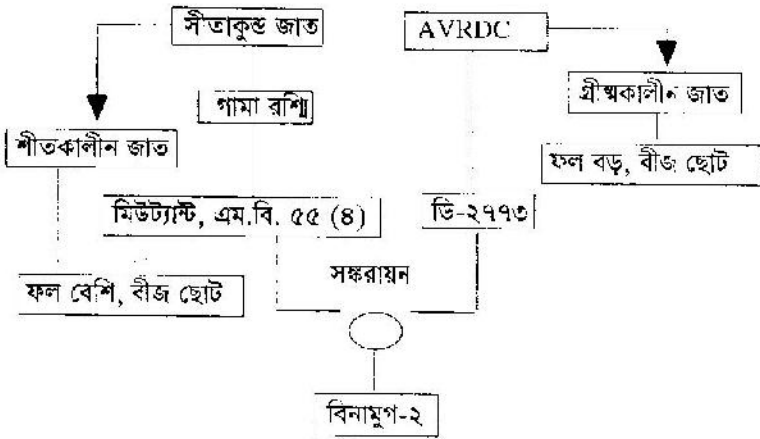 সীতাকুন্ড জাত
AVRDC
গামা রশ্মি
গ্রীষ্মকালীন জাত
শীতকালীন জাত
ফল বড়, বীজ ছোট
মিউট্যান্ট, এম.বি. ৫৫ (৪)
ভি-২৭৭৩
সঙ্করায়ন
ফল বেশি, বীজ ছোট
বিনামুগ-২